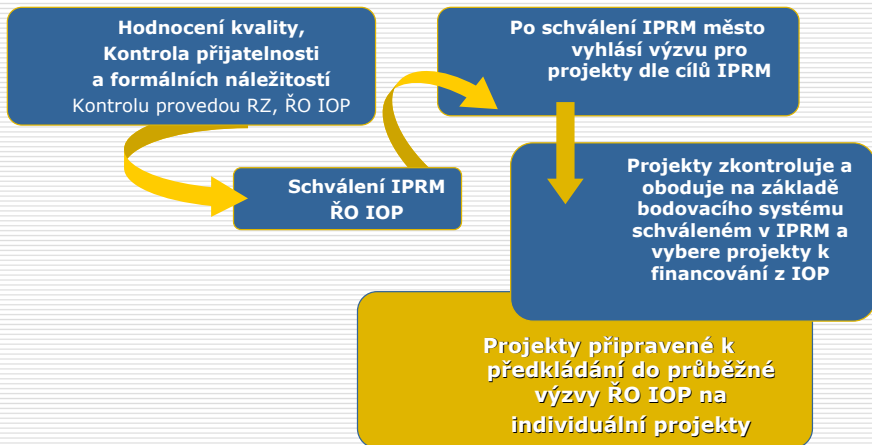 Hodnocení kvality,
Kontrola přijatelnosti
a formálních náležitostí
Kontrolu provedou RZ, ŘO IOP
Schválení IPRM
ŘO IOP
Po schválení IPRM město
vyhlásí výzvu pro
projekty dle cílů IPRM
Projekty zkontroluje a
oboduje na základě
bodovacího systému
schváleném v IPRM a
vybere projekty k
financování z IOP
Projekty připravené k
předkládání do průběžné
výzvy ŘO IOP na
individuální projekty